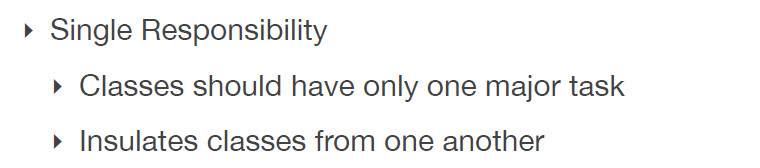 Single Responsibility
Classes should have only one major task
Insulates classes from one another